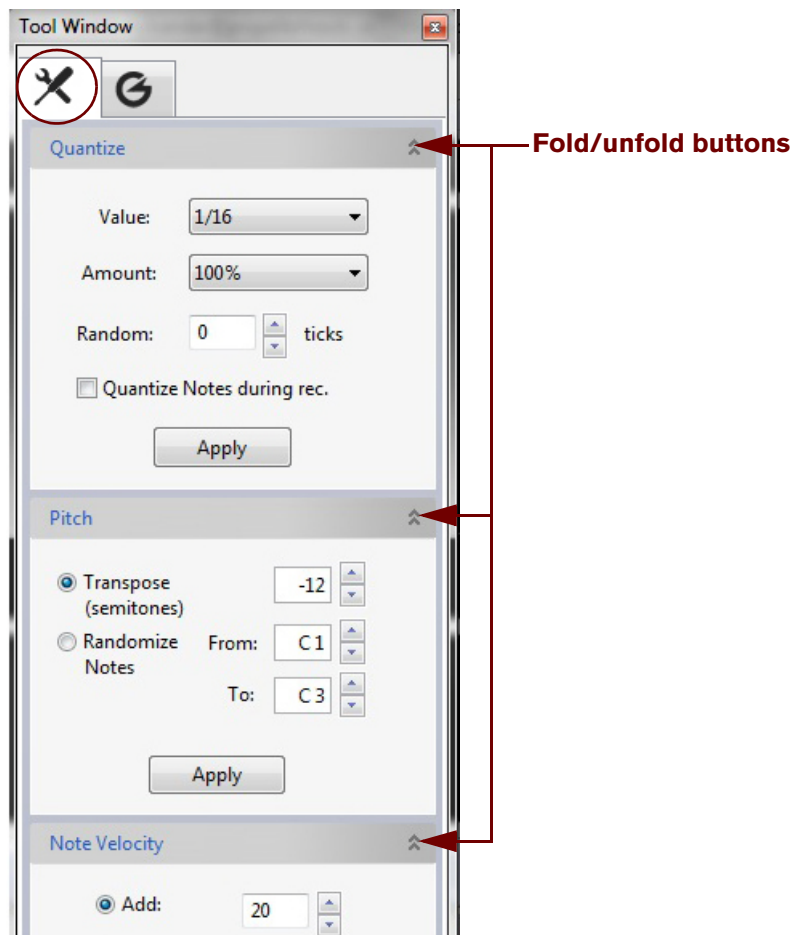 Tool Window
Quantize
Fold/unfold buttons
Value: 1/16
Amount: 100%
Random: 0 ticks
Quantize Notes during rec.
Apply
Pitch
Transpose -12
(semitones)
Randomize From: C 1
Notes
To: C 3
Apply
Note Velocity
Add: 20